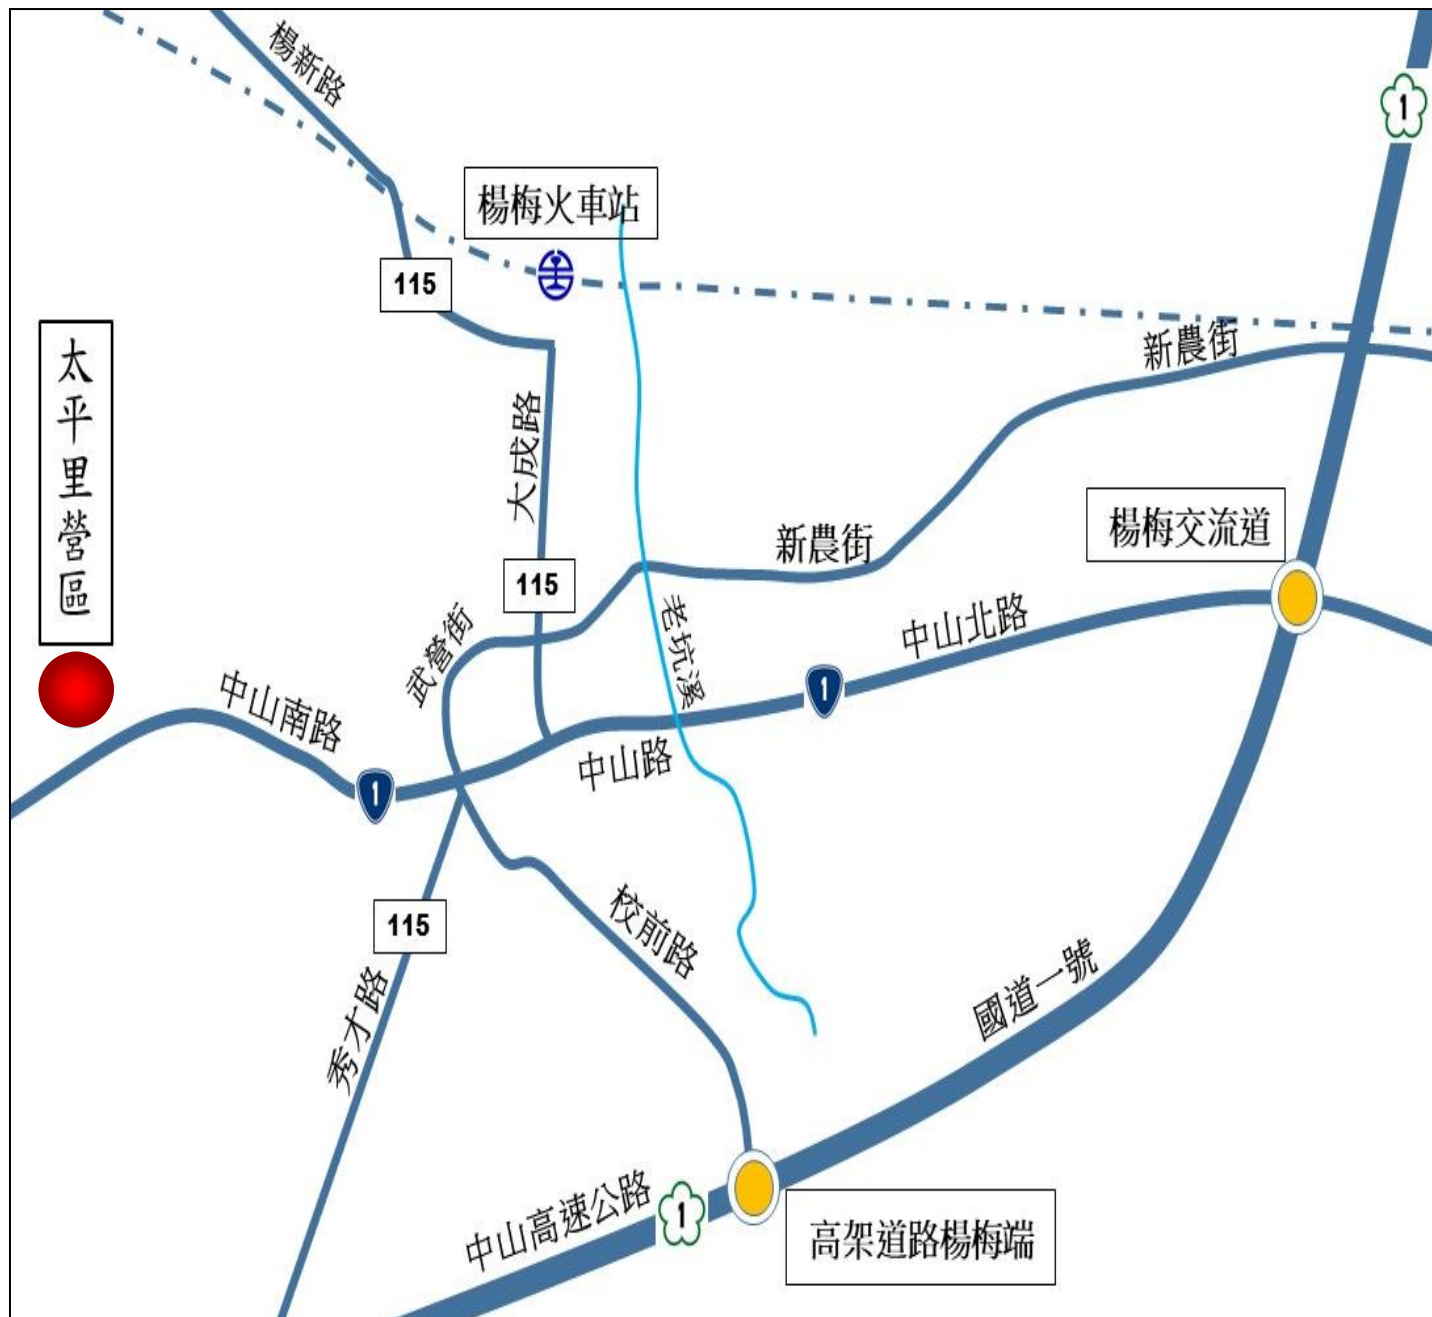 楊新路
1
楊梅火車站
115
太平里營區
新農街
大成路
楊梅交流道
新農街
115
武營街
老坑溪
中山北路
1
中山南路
中山路
1
校前路
115
秀才路
國道一號
中山高速公路
1
高架道路楊梅端